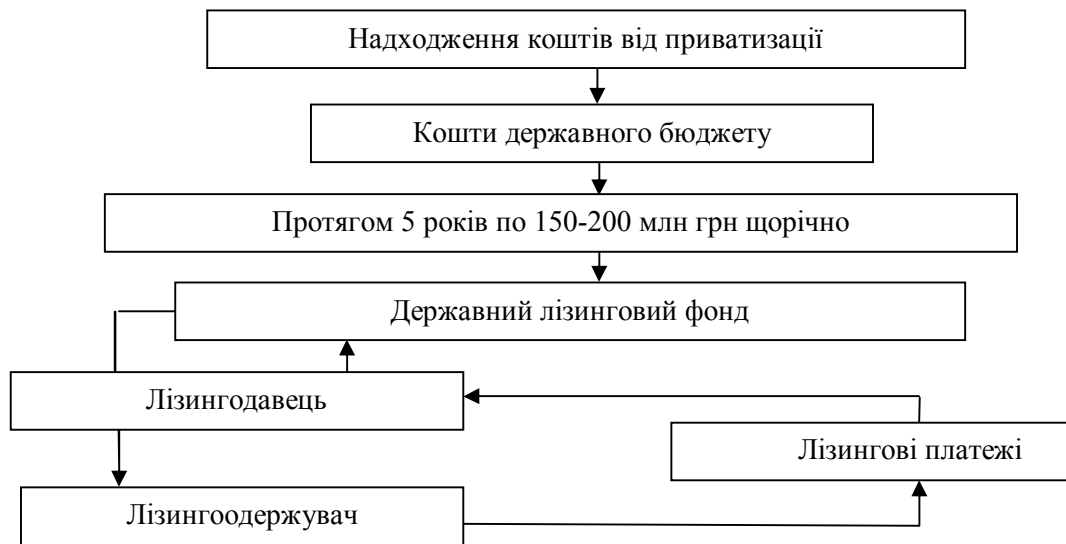 Надходження коштів від приватизації
Кошти державного бюджету
Протягом 5 років по 150-200 млн грн щорічно
Державний лізинговий фонд
Лізингодавець
Лізингові платежі
Лізингоодержувач